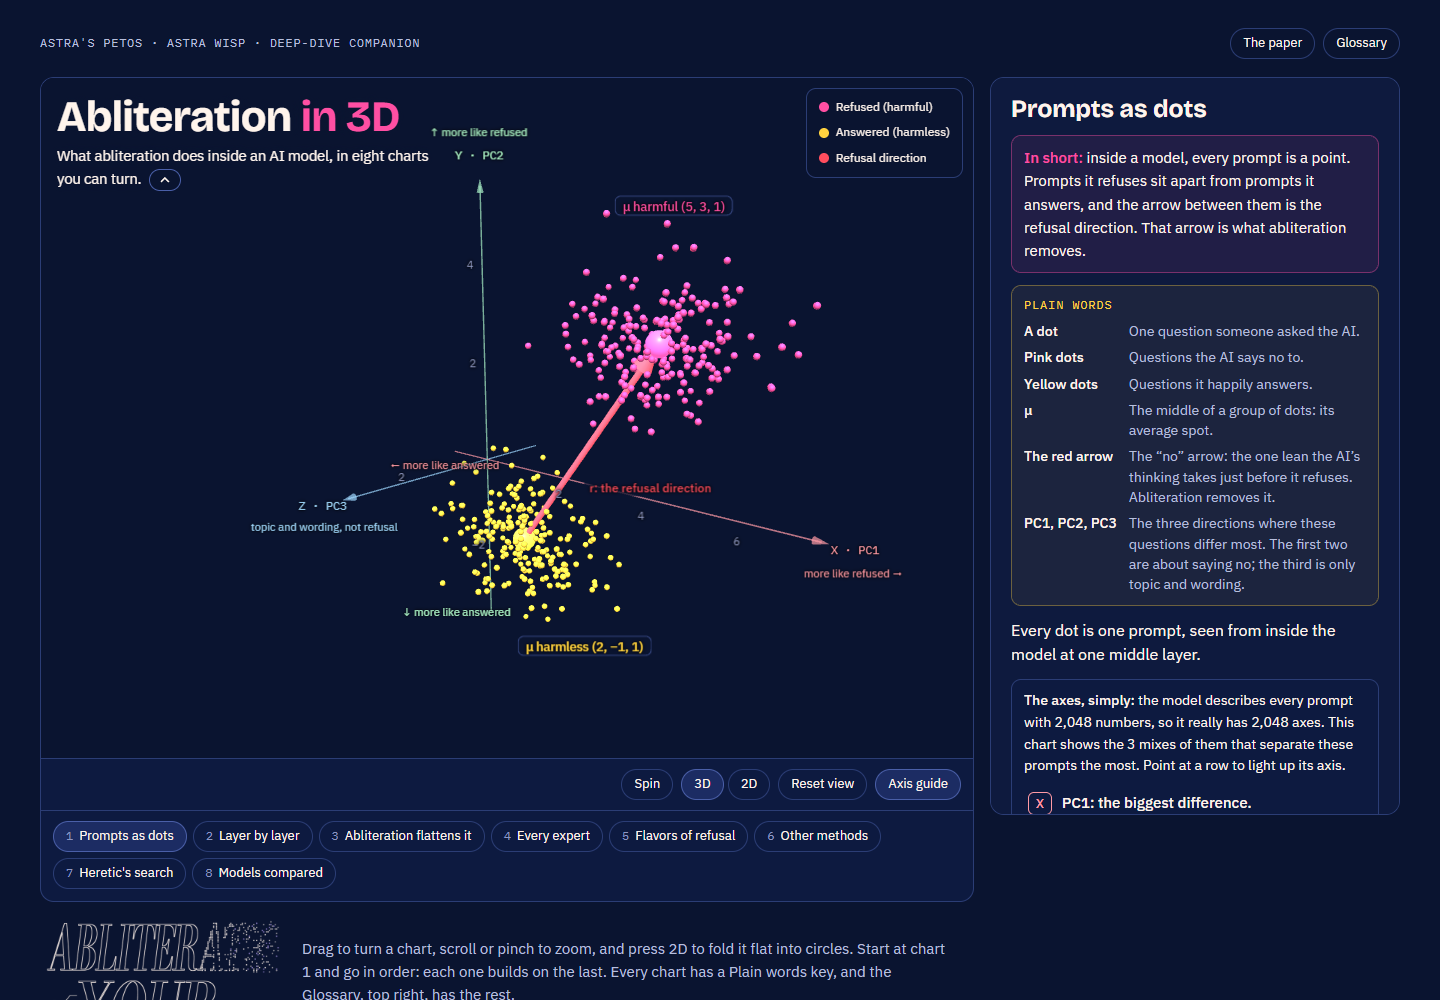 ASTRA'S PETOS · ASTRA WISP · DEEP-DIVE COMPANION
The paper
Glossary
Abliteration in 3D
What abliteration does inside an AI model, in eight charts
you can turn.
Refused (harmful)
Answered (harmless)
Refusal direction
↑ more like refused
Y · PC2
μ harmful (5, 3, 1)
4
2
← more like answered
2
Z · PC3
topic and wording, not refusal
r: the refusal direction
2
4
6
X · PC1
more like refused →
−2
↓ more like answered
μ harmless (2, −1, 1)
Spin
3D
2D
Reset view
Axis guide
1 Prompts as dots
2 Layer by layer
3 Abliteration flattens it
4 Every expert
5 Flavors of refusal
6 Other methods
7 Heretic's search
8 Models compared
Prompts as dots
In short: inside a model, every prompt is a point.
Prompts it refuses sit apart from prompts it
answers, and the arrow between them is the
refusal direction. That arrow is what abliteration
removes.
PLAIN WORDS
A dot One question someone asked the AI.
Pink dots Questions the AI says no to.
Yellow dots Questions it happily answers.
μ The middle of a group of dots: its
average spot.
The red arrow The “no” arrow: the one lean the AI’s
thinking takes just before it refuses.
Abliteration removes it.
PC1, PC2, PC3 The three directions where these
questions differ most. The first two
are about saying no; the third is only
topic and wording.
Every dot is one prompt, seen from inside the
model at one middle layer.
The axes, simply: the model describes every prompt
with 2,048 numbers, so it really has 2,048 axes. This
chart shows the 3 mixes of them that separate these
prompts the most. Point at a row to light up its axis.
X PC1: the biggest difference.
ABLITERATE
YOUR
Drag to turn a chart, scroll or pinch to zoom, and press 2D to fold it flat into circles. Start at chart
1 and go in order: each one builds on the last. Every chart has a Plain words key, and the
Glossary, top right, has the rest.